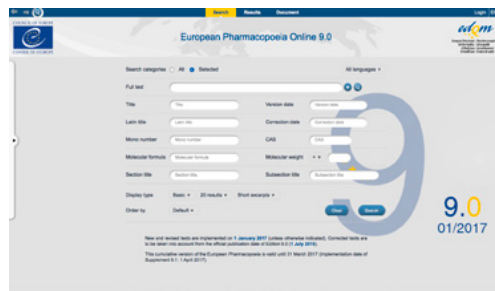 Search Results Document Login
COUNCIL OF EUROPE
CONSEIL DE L'EUROPE
edqm
European Pharmacopoeia Online 9.0
Search categories All Selected All languages
Full text
Title Title Version date Version date
Latin title Latin title Correction date Correction date
Mono number Mono number CAS CAS
Molecular formula Molecular formula Molecular weight
Section title Section title Subsection title Subsection title
Display type Basic 20 results Short excerpts
Order by Default Clear Search
9
9.0
01/2017
New and revised texts are implemented on 1 January 2017 (unless otherwise indicated). Corrected texts are
to be taken into account from the official publication date of Edition 9.0 (1 July 2016).
This cumulative version of the European Pharmacopoeia is valid until 31 March 2017 (implementation date of
Supplement 9.1: 1 April 2017)